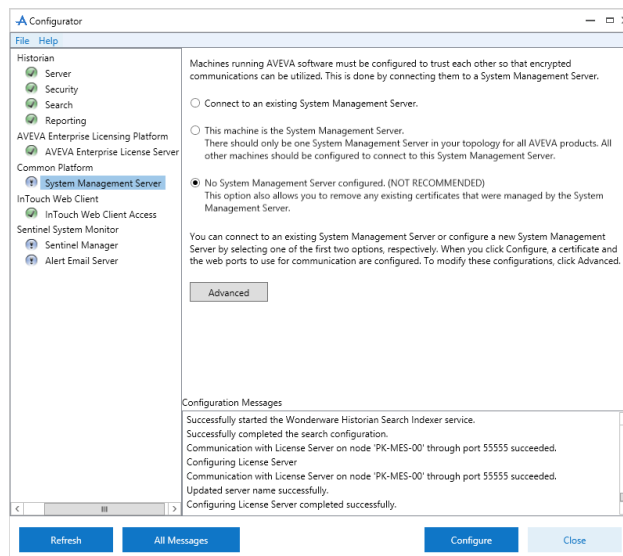 Configurator
File Help
Historian
Server
Security
Search
Reporting
AVEVA Enterprise Licensing Platform
AVEVA Enterprise License Server
Common Platform
System Management Server
InTouch Web Client
InTouch Web Client Access
Sentinel System Monitor
Sentinel Manager
Alert Email Server
Machines running AVEVA software must be configured to trust each other so that encrypted
communications can be utilized. This is done by connecting them to a System Management Server.
Connect to an existing System Management Server.
This machine is the System Management Server.
There should only be one System Management Server in your topology for all AVEVA products. All
other machines should be configured to connect to this System Management Server.
No System Management Server configured. (NOT RECOMMENDED)
This option also allows you to remove any existing certificates that were managed by the System
Management Server.
You can connect to an existing System Management Server or configure a new System Management
Server by selecting one of the first two options, respectively. When you click Configure, a certificate and
the web ports to use for communication are configured. To modify these configurations, click Advanced.
Advanced
Configuration Messages
Successfully started the Wonderware Historian Search Indexer service.
Successfully completed the search configuration.
Communication with License Server on node 'PK-MES-00' through port 55555 succeeded.
Configuring License Server
Communication with License Server on node 'PK-MES-00' through port 55555 succeeded.
Updated server name successfully.
Configuring License Server completed successfully.
Refresh
All Messages
Configure
Close